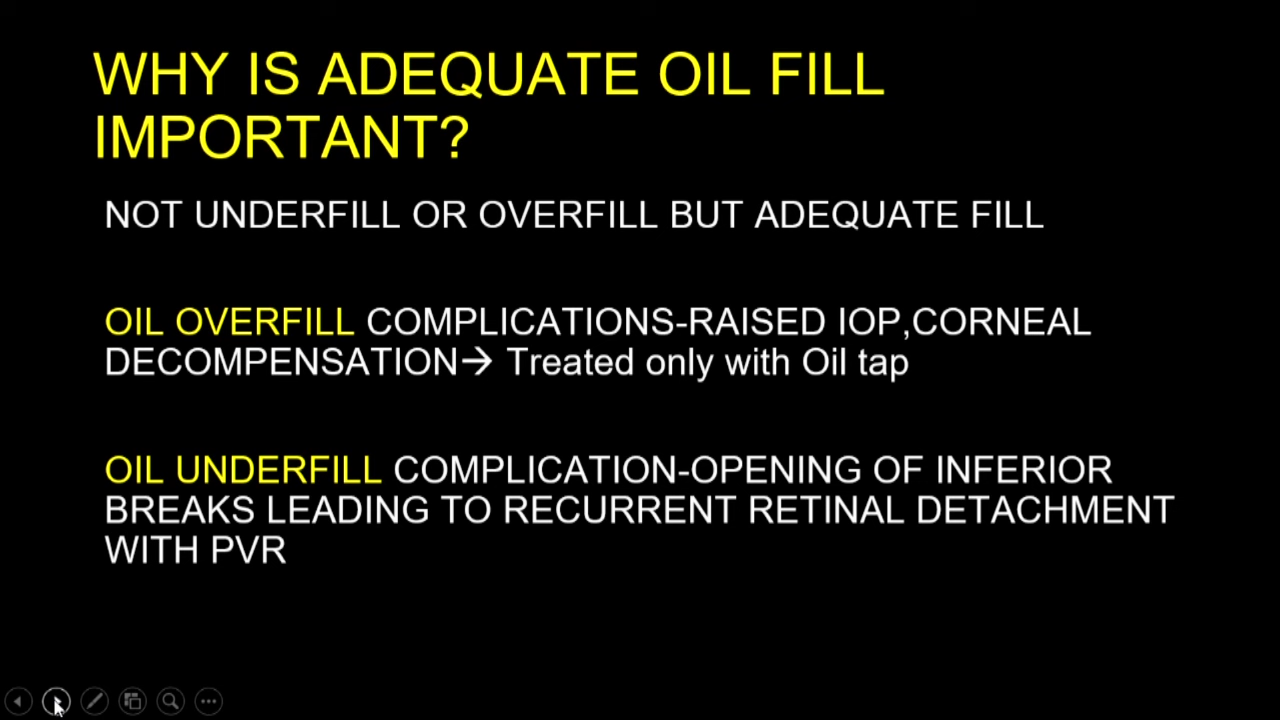 WHY IS ADEQUATE OIL FILL
IMPORTANT?
NOT UNDERFILL OR OVERFILL BUT ADEQUATE FILL
OIL OVERFILL COMPLICATIONS-RAISED IOP,CORNEAL
DECOMPENSATION→ Treated only with Oil tap
OIL UNDERFILL COMPLICATION-OPENING OF INFERIOR
BREAKS LEADING TO RECURRENT RETINAL DETACHMENT
WITH PVR